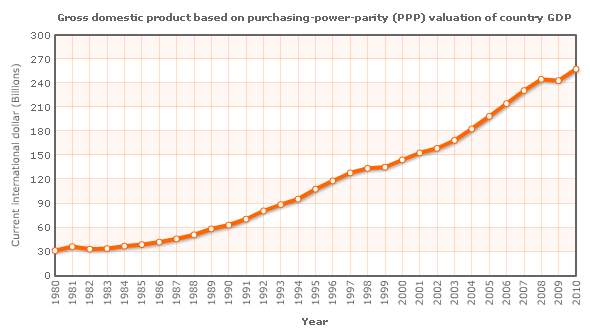 Gross domestic product based on purchasing-power-parity (PPP) valuation of country GDP
Current international dollar (Billions)
300
270
240
210
180
150
120
90
60
30
0
1980 1981 1982 1983 1984 1985 1986 1987 1988 1989 1990 1991 1992 1993 1994 1995 1996 1997 1998 1999 2000 2001 2002 2003 2004 2005 2006 2007 2008 2009 2010
Year